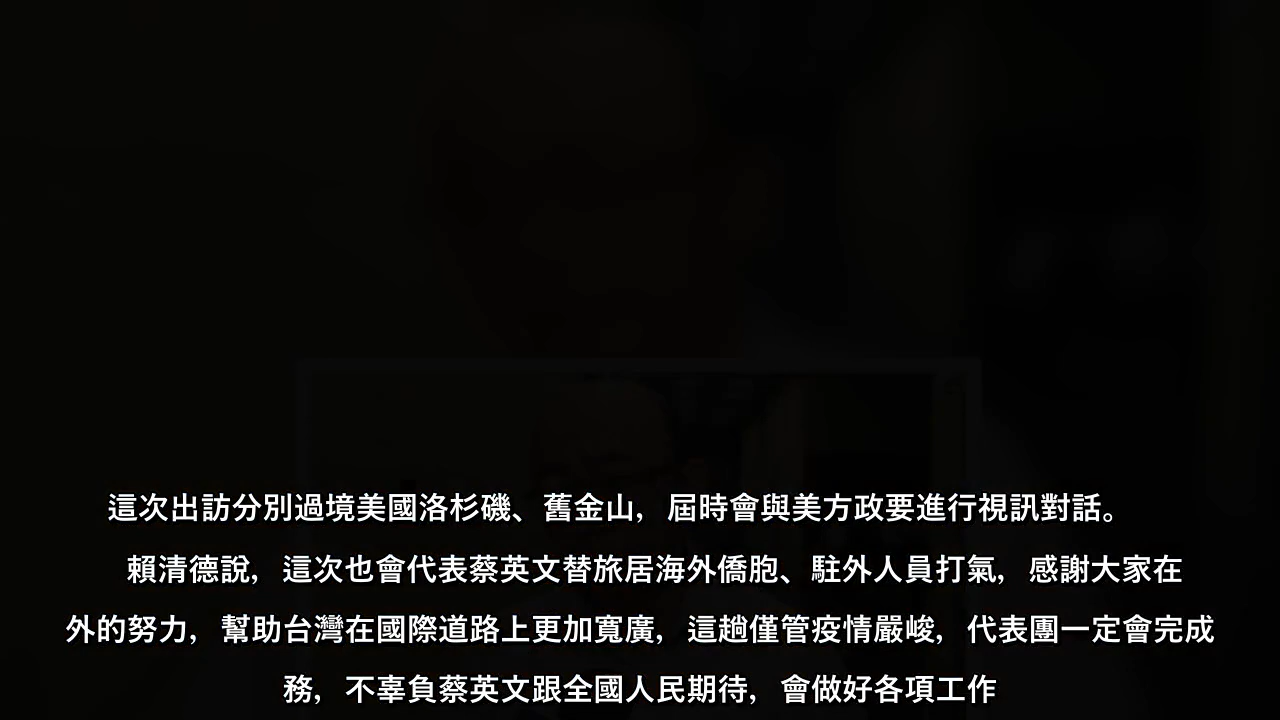 這次出訪分別過境美國洛杉磯、舊金山，屆時會與美方政要進行視訊對話。
賴清德說，這次也會代表蔡英文替旅居海外僑胞、駐外人員打氣，感謝大家在
外的努力，幫助台灣在國際道路上更加寬廣，這趟僅管疫情嚴峻，代表團一定會完成
務，不辜負蔡英文跟全國人民期待，會做好各項工作